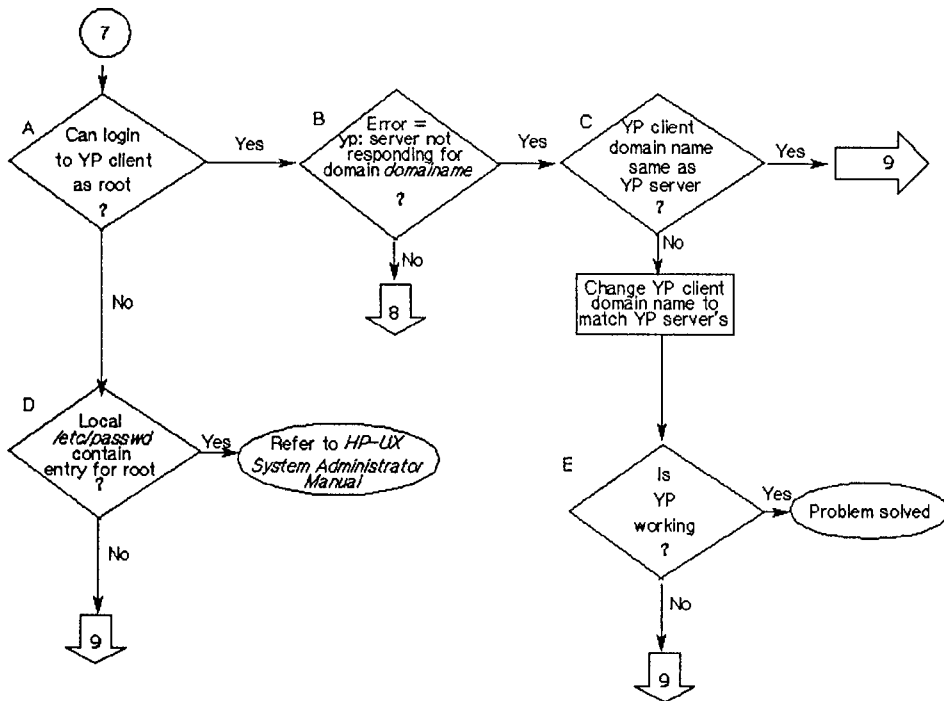 7
A
Can login
to YP client
as root
?
Yes
B
Error =
yp: server not
responding for
domain domainame
?
Yes
C
YP client
domain name
same as
YP server
?
Yes
9
No
8
No
Change YP client
domain name to
match YP server's
No
D
Local
/etc/passwd
contain
entry for root
?
Yes
Refer to HP-UX
System Administrator
Manual
No
9
E
Is
YP
working
?
Yes
Problem solved
No
9